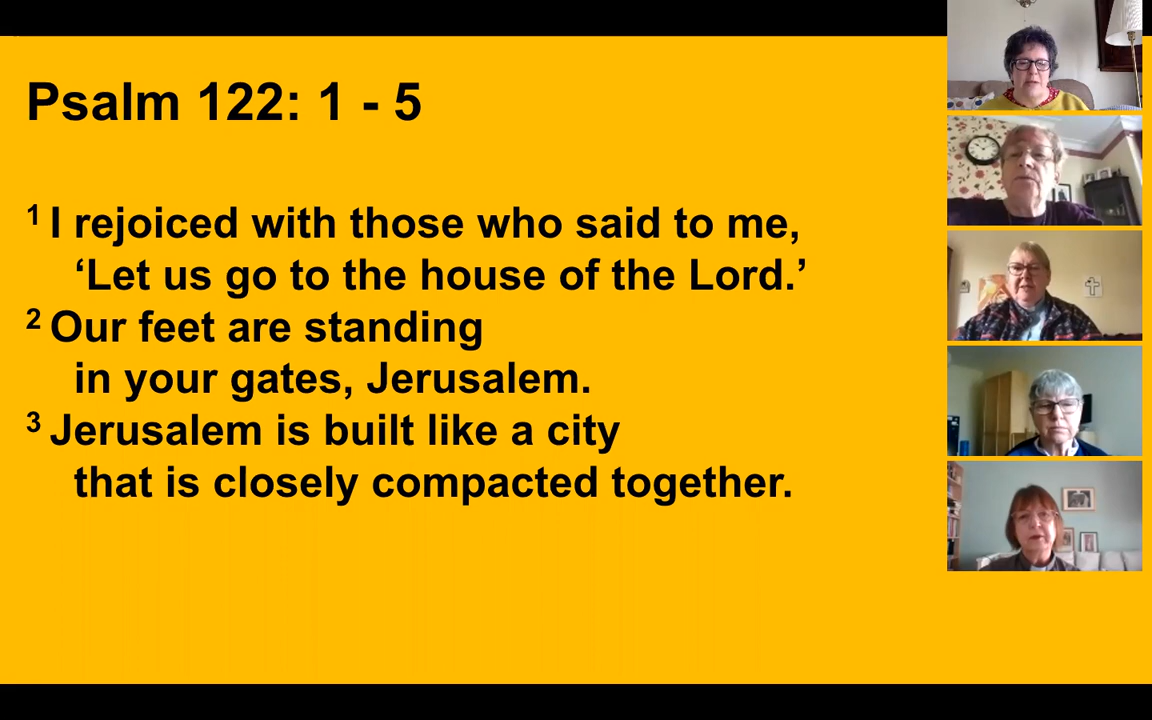 Psalm 122: 1 - 5
1 I rejoiced with those who said to me,
‘Let us go to the house of the Lord.’
2 Our feet are standing
in your gates, Jerusalem.
3 Jerusalem is built like a city
that is closely compacted together.